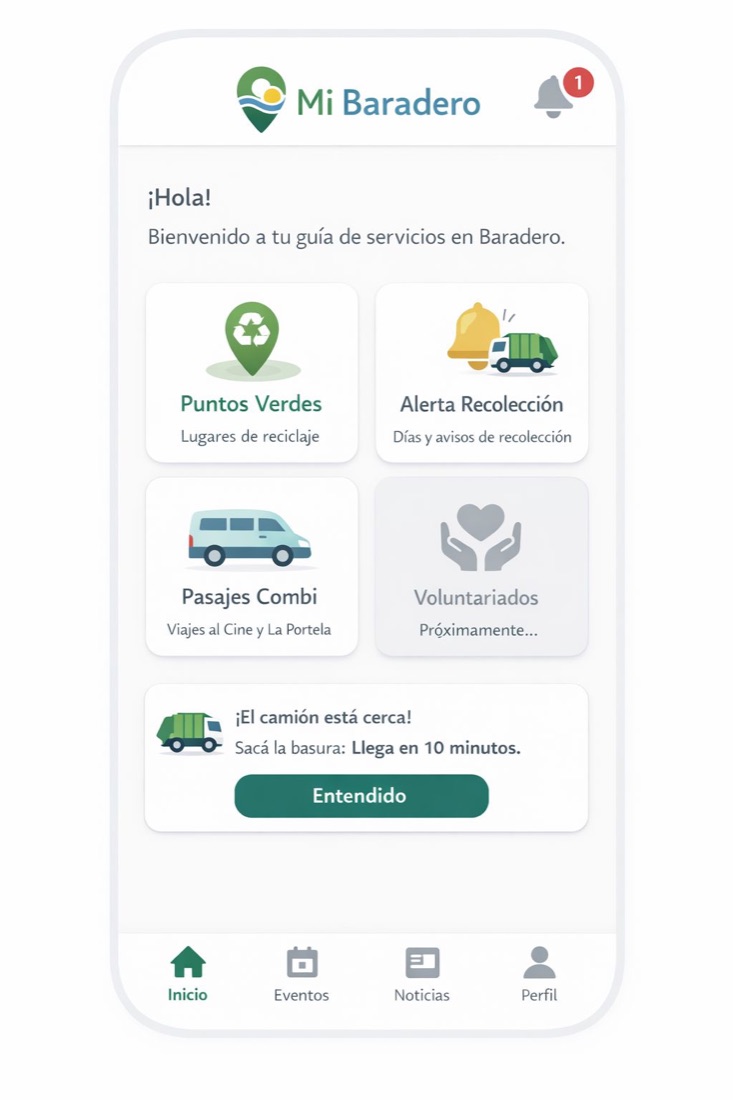 Mi Baradero
1
¡Hola!
Bienvenido a tu guía de servicios en Baradero.
Puntos Verdes
Lugares de reciclaje
Alerta Recolección
Días y avisos de recolección
Pasajes Combi
Viajes al Cine y La Portela
Voluntariados
Próximamente...
¡El camión está cerca!
Sacá la basura: Llega en 10 minutos.
Entendido
Inicio
Eventos
Noticias
Perfil